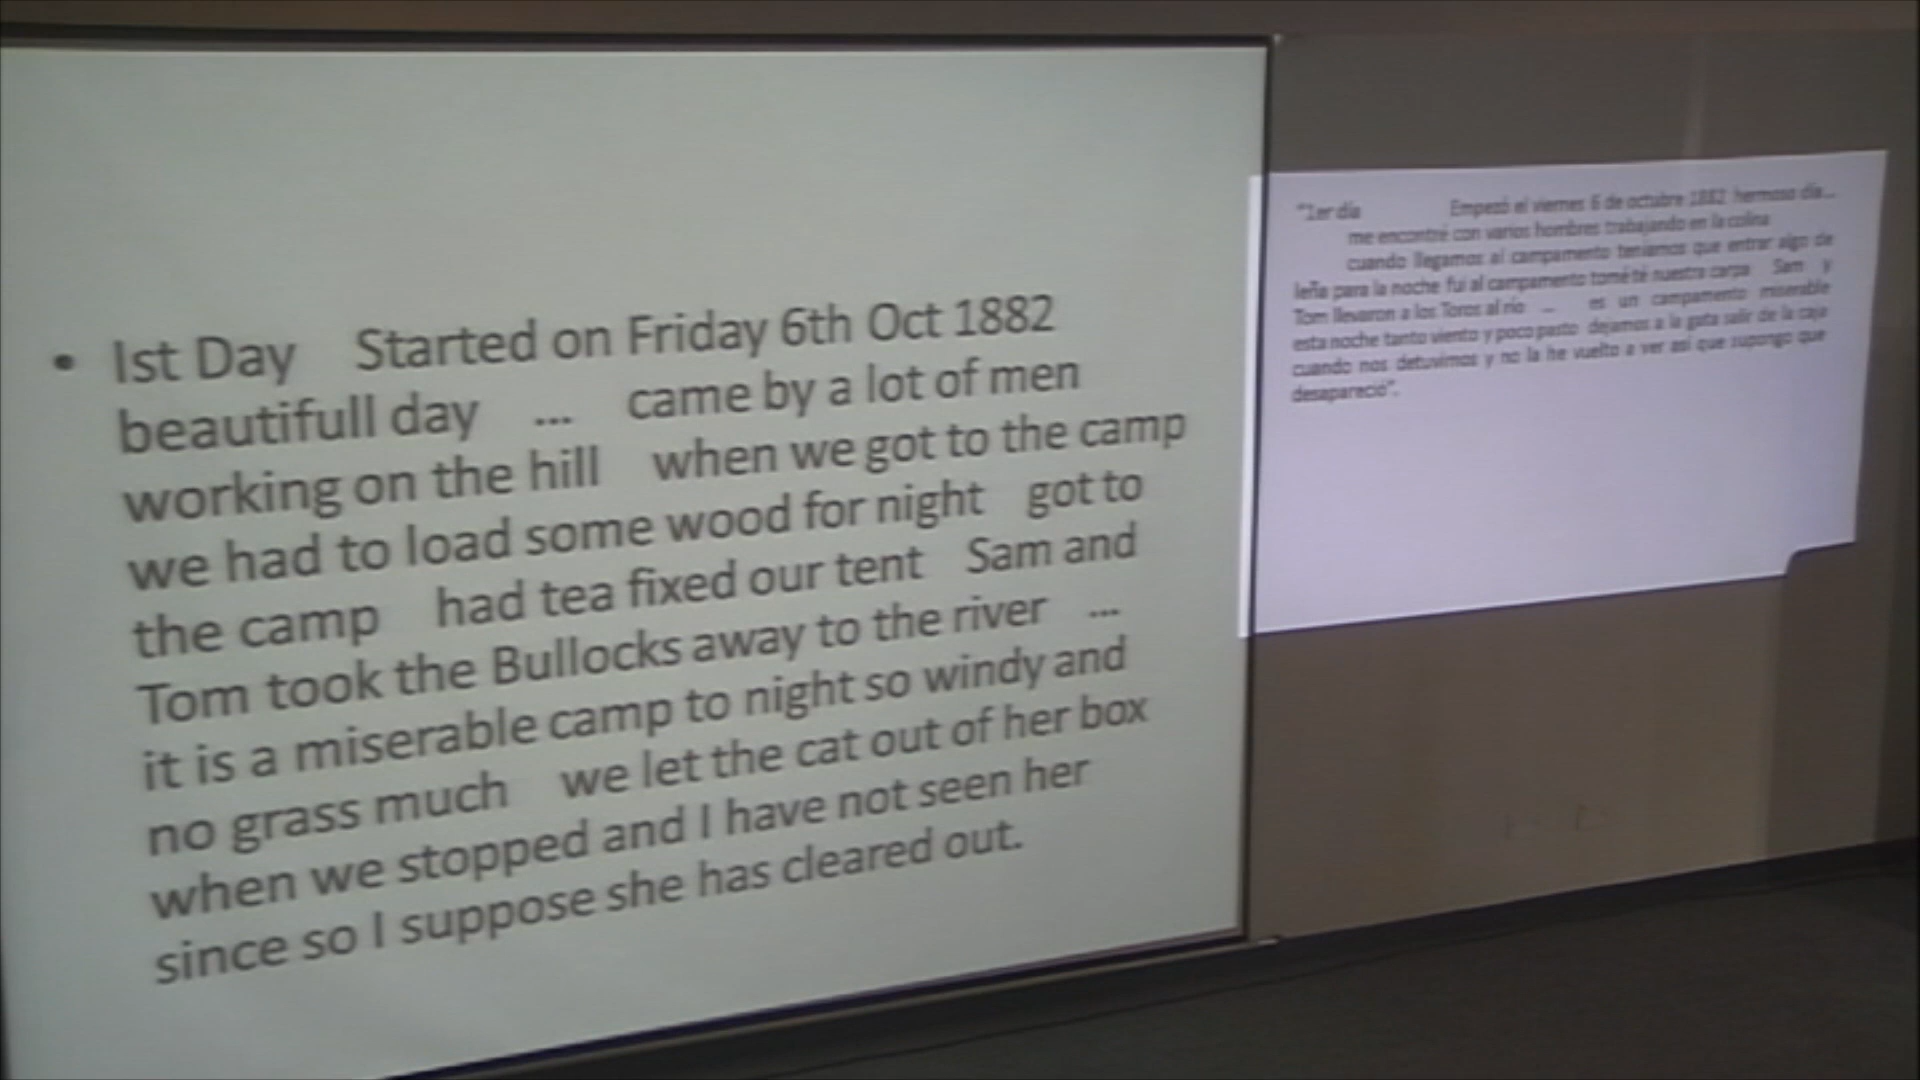 • Ist Day Started on Friday 6th Oct 1882
beautifull day ... came by a lot of men
working on the hill when we got to the camp
we had to load some wood for night got to
the camp had tea fixed our tent Sam and
Tom took the Bullocks away to the river ...
it is a miserable camp to night so windy and
no grass much we let the cat out of her box
when we stopped and I have not seen her
since so I suppose she has cleared out.
"1er día Empezó el viernes 6 de octubre 1882 hermoso día...
me encontré con varios hombres trabajando en la colina
cuando llegamos al campamento teníamos que entrar algo de
leña para la noche fui al campamento tomé té nuestra carpa Sam y
Tom llevaron a los Toros al río ... es un campamento miserable
esta noche tanto viento y poco pasto dejamos a la gata salir de la caja
cuando nos detuvimos y no la he vuelto a ver así que supongo que
desapareció".